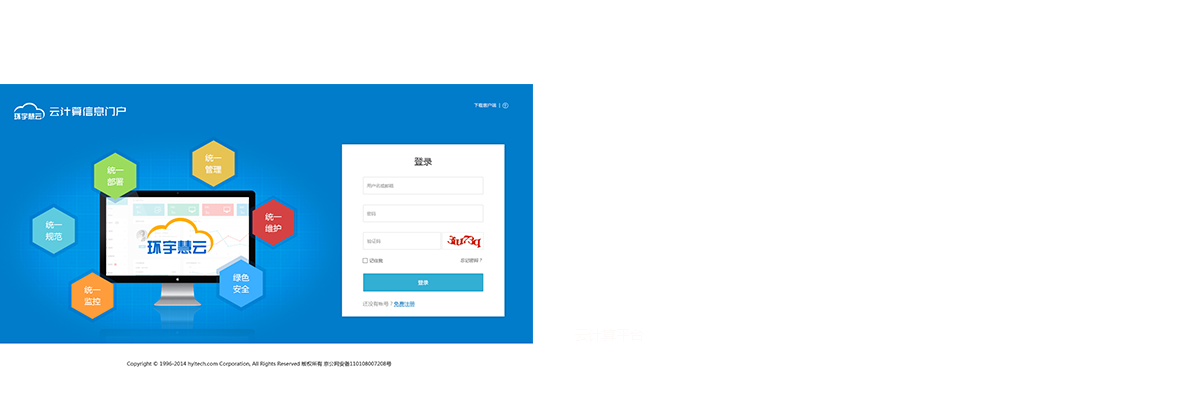 环宇慧云 云计算信息门户
下载客户端 | ?
统一
部署
统一
管理
统一
规范
统一
维护
环宇慧云
统一
监控
绿色
安全
登录
用户名或邮箱
密码
验证码
记住我 忘记密码?
登录
还没有帐号?免费注册
Copyright © 1996-2014 hyitech.com Corporation, All Rights Reserved 版权所有 京公网安备110108007208号